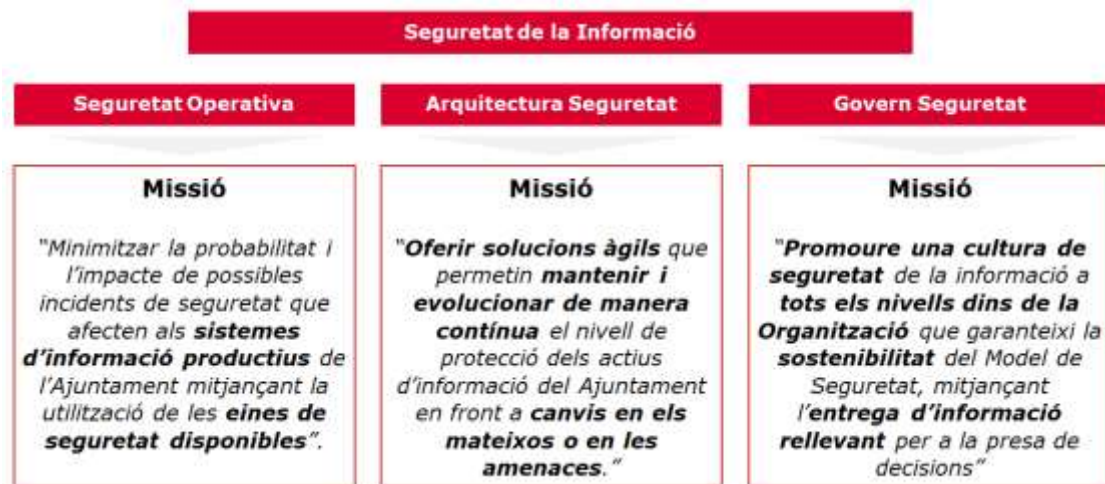 Seguretat de la Informació
Seguretat Operativa
Missió
"Minimitzar la probabilitat i
l'impacte de possibles
incidents de seguretat que
afecten als sistemes
d'informació productius de
l'Ajuntament mitjançant la
utilització de les eines de
seguretat disponibles".
Arquitectura Seguretat
Missió
"Oferir solucions àgils que
permetin mantenir i
evolucionar de manera
contínua el nivell de
protecció dels actius
d'informació del Ajuntament
en front a canvis en els
mateixos o en les
amenaces."
Govern Seguretat
Missió
"Promoure una cultura de
seguretat de la informació a
tots els nivells dins de la
Organització que garanteixi la
sostenibilitat del Model de
Seguretat, mitjançant
l'entrega d'informació
rellevant per a la presa de
decisions"